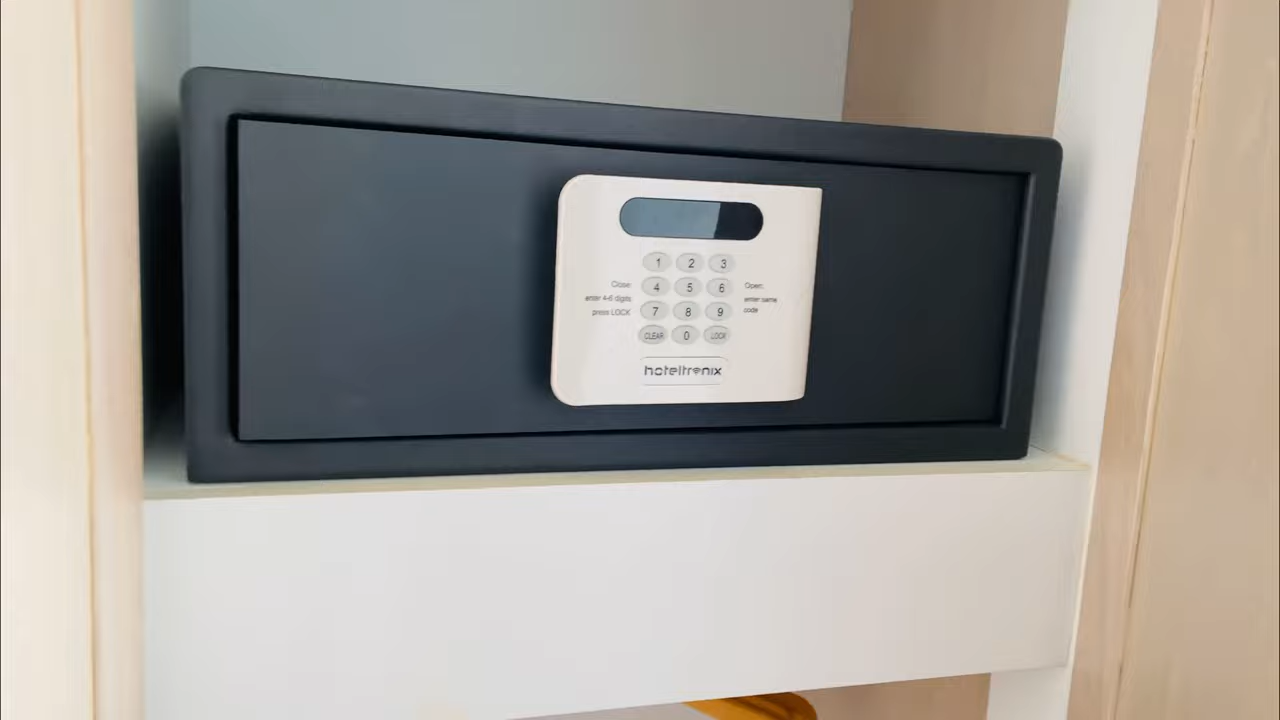 1 2 3
4 5 6
7 8 9
CLEAR 0 LOCK
Close:
enter 4-6 digits
press LOCK
Open:
enter same
code
hoteltronix